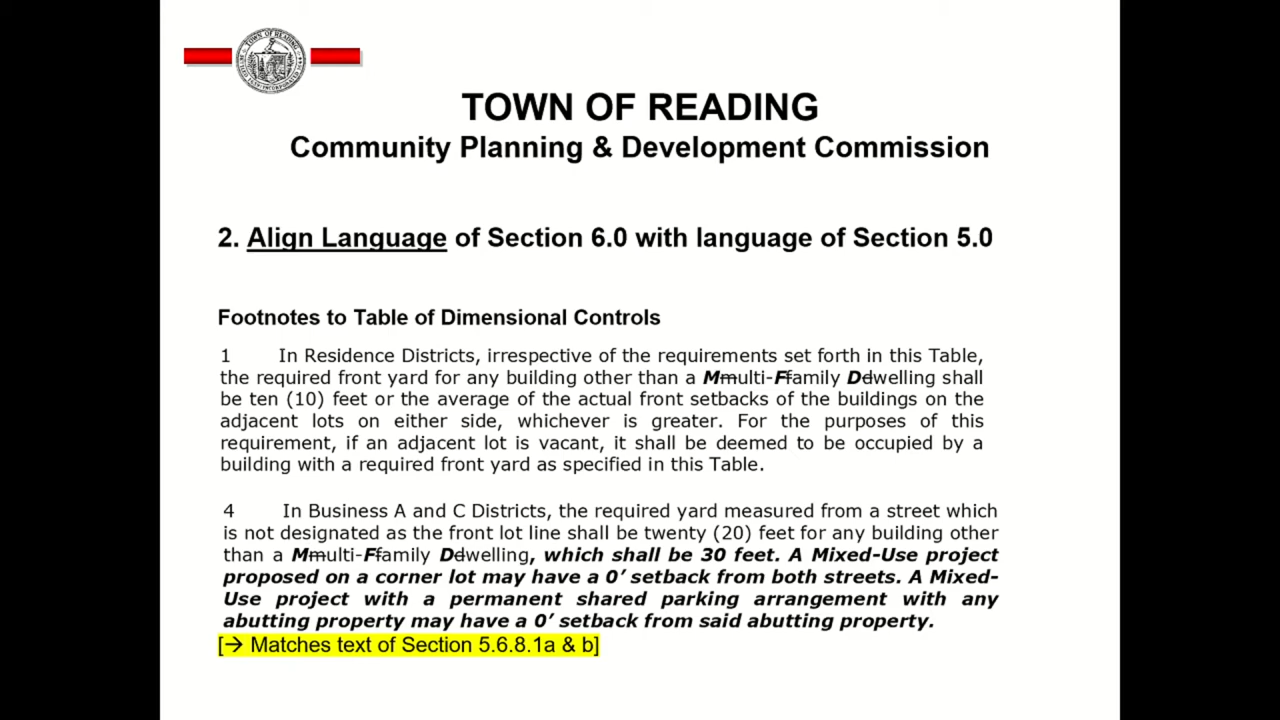 TOWN OF READING
TOWN OF READING
Community Planning & Development Commission
2. Align Language of Section 6.0 with language of Section 5.0
Footnotes to Table of Dimensional Controls
1 In Residence Districts, irrespective of the requirements set forth in this Table,
the required front yard for any building other than a Mmulti-Ffamily Ddwelling shall
be ten (10) feet or the average of the actual front setbacks of the buildings on the
adjacent lots on either side, whichever is greater. For the purposes of this
requirement, if an adjacent lot is vacant, it shall be deemed to be occupied by a
building with a required front yard as specified in this Table.
4 In Business A and C Districts, the required yard measured from a street which
is not designated as the front lot line shall be twenty (20) feet for any building other
than a Mmulti-Ffamily Ddwelling, which shall be 30 feet. A Mixed-Use project
proposed on a corner lot may have a 0’ setback from both streets. A Mixed-
Use project with a permanent shared parking arrangement with any
abutting property may have a 0’ setback from said abutting property.
[→ Matches text of Section 5.6.8.1a & b]